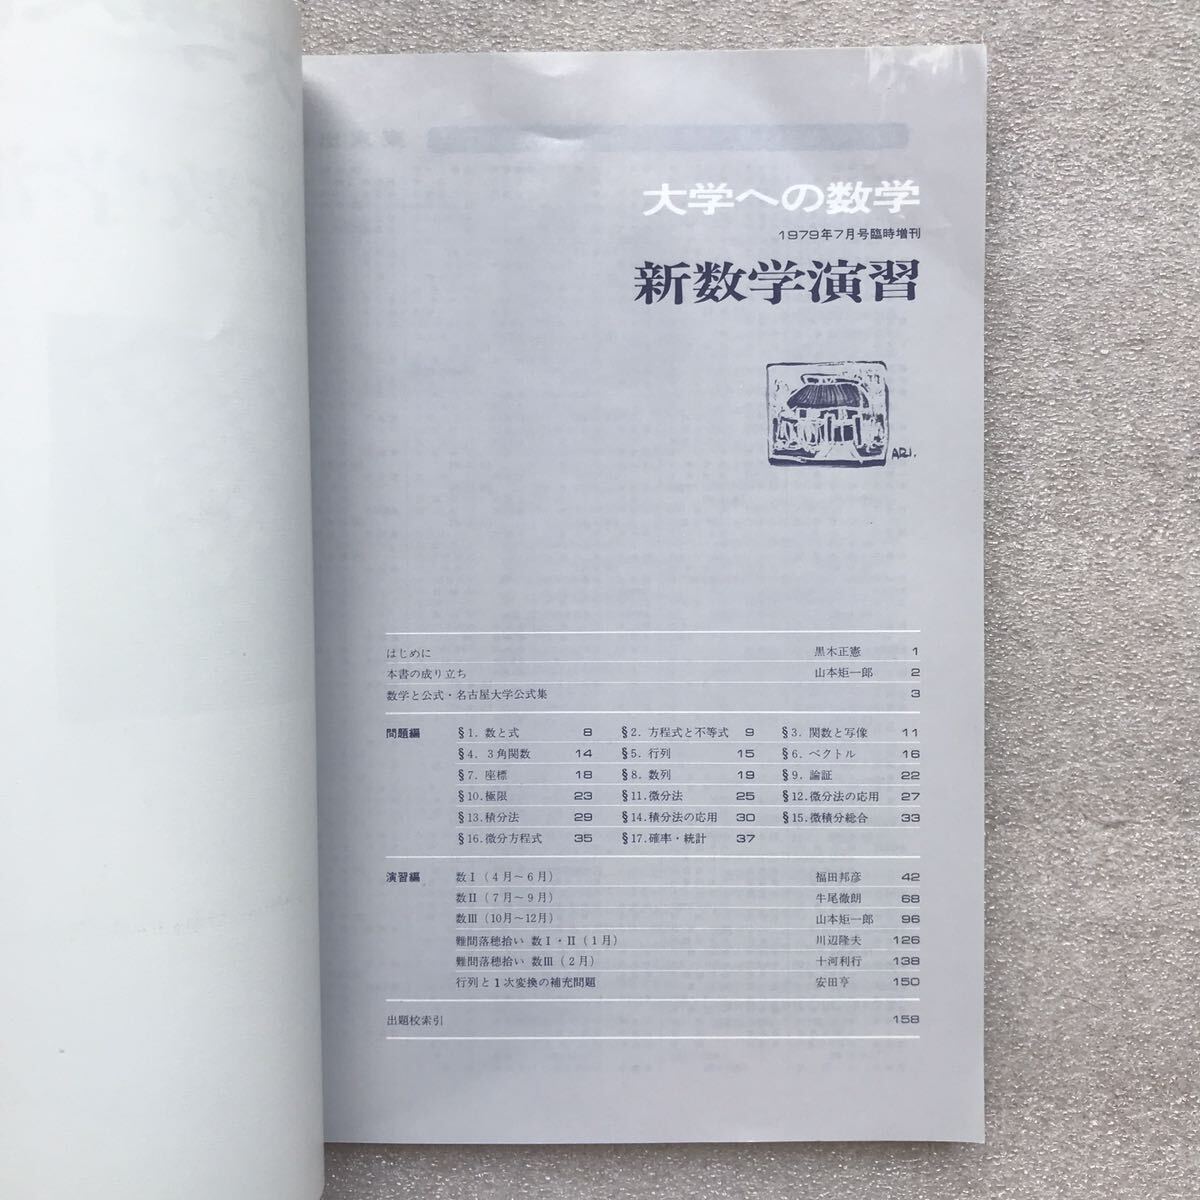 大学への数学
1979年7月号臨時増刊
新数学演習
ARI.
はじめに 黒木正憲 1
本書の成り立ち 山本矩一郎 2
数学と公式・名古屋大学公式集 3
問題編 §1. 数と式 8 §2. 方程式と不等式 9 §3. 関数と写像 11
§4. 3角関数 14 §5. 行列 15 §6. ベクトル 16
§7. 座標 18 §8. 数列 19 §9. 論証 22
§10. 極限 23 §11. 微分法 25 §12. 微分法の応用 27
§13. 積分法 29 §14. 積分法の応用 30 §15. 微積分総合 33
§16. 微分方程式 35 §17. 確率・統計 37
演習編 数Ⅰ(4月〜6月) 福田邦彦 42
数Ⅱ(7月〜9月) 牛尾徹朗 68
数Ⅲ(10月〜12月) 山本矩一郎 96
難問落穂拾い 数Ⅰ・Ⅱ(1月) 川辺隆夫 126
難問落穂拾い 数Ⅲ(2月) 十河利行 138
行列と1次変換の補充問題 安田亨 150
出題校索引 158